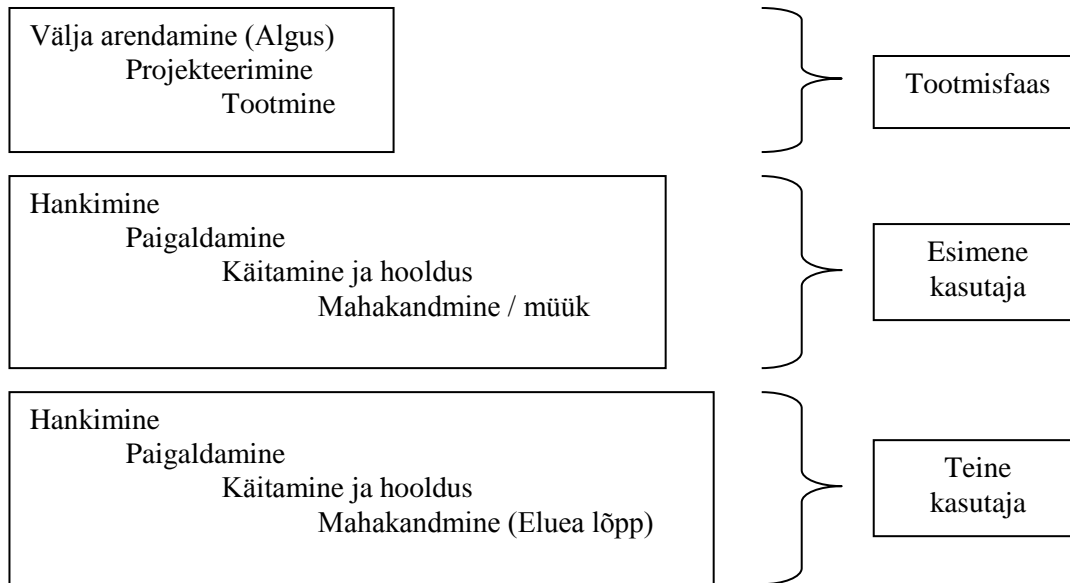 Välja arendamine (Algus)
Projekteerimine
Tootmine
Tootmisfaas
Hankimine
Paigaldamine
Käitamine ja hooldus
Mahakandmine / müük
Esimene
kasutaja
Hankimine
Paigaldamine
Käitamine ja hooldus
Mahakandmine (Eluea lõpp)
Teine
kasutaja